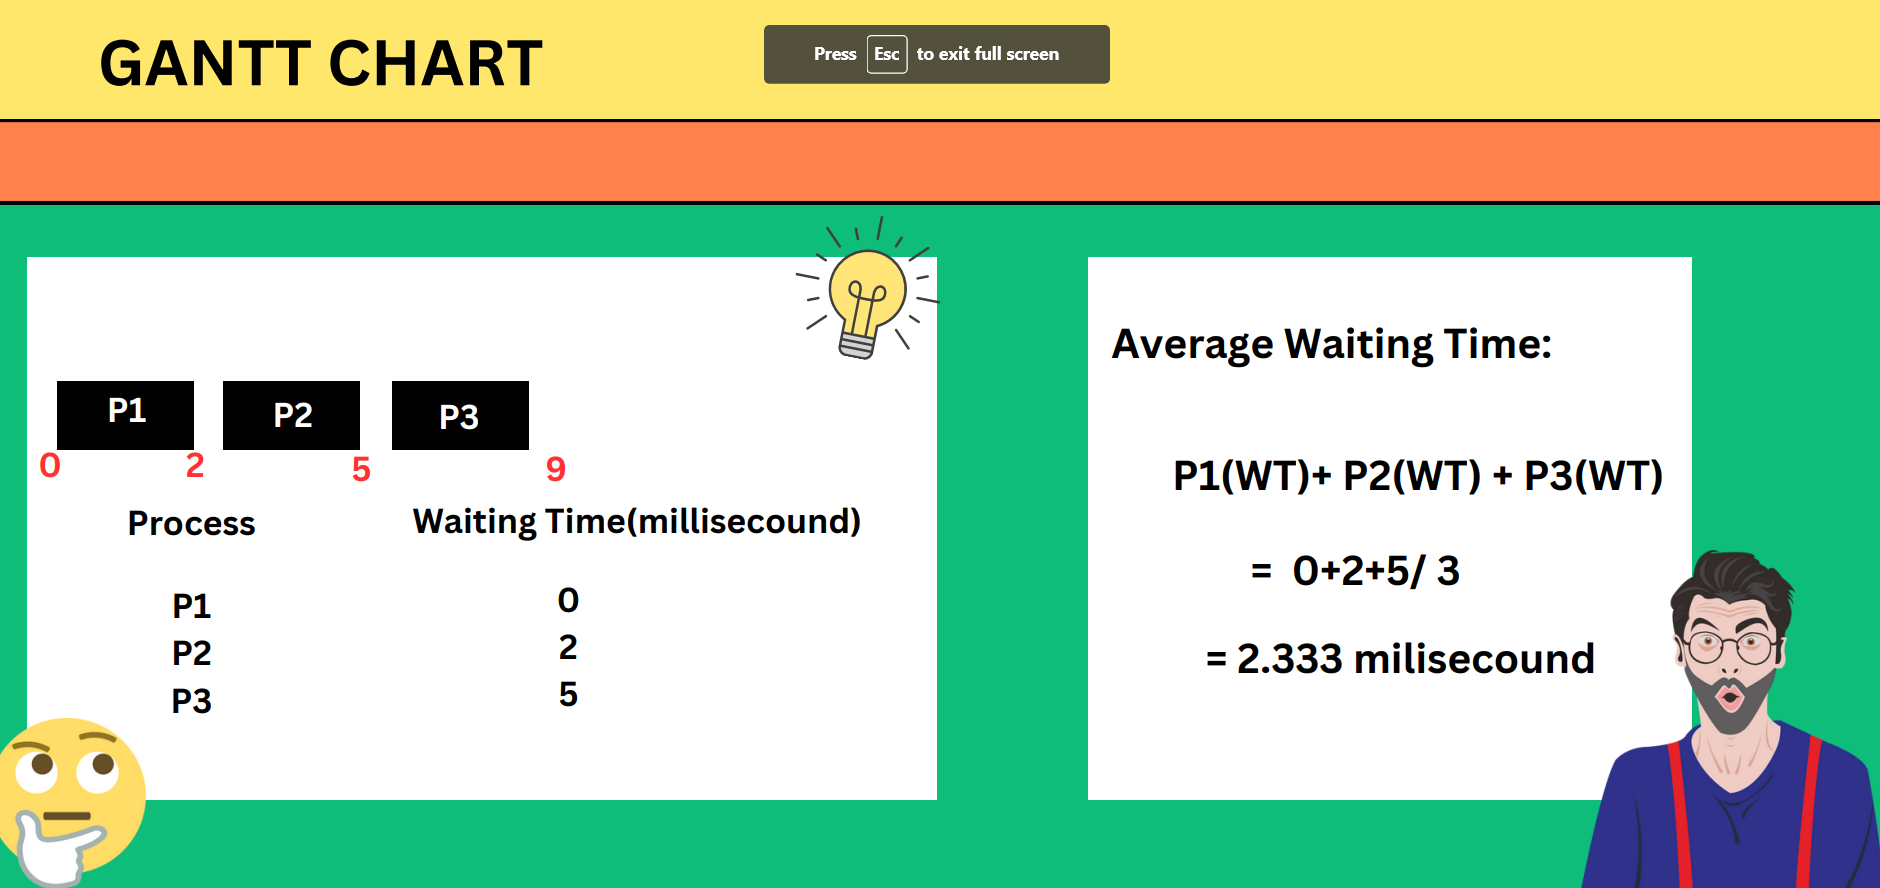 GANTT CHART
Press Esc to exit full screen
P1 P2 P3
0 2 5 9
Process Waiting Time(millisecound)
P1 0
P2 2
P3 5
Average Waiting Time:
P1(WT)+ P2(WT) + P3(WT)
= 0+2+5/ 3
= 2.333 milisecound